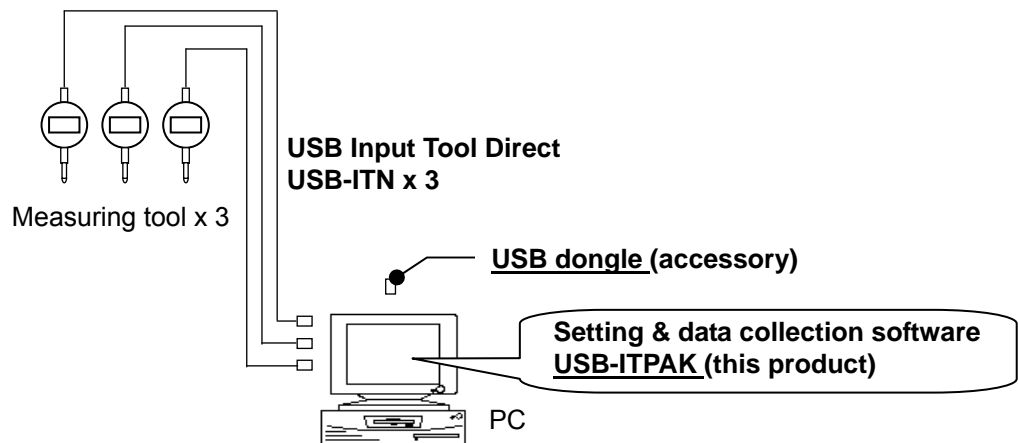 USB Input Tool Direct
USB-ITN x 3
Measuring tool x 3
USB dongle (accessory)
Setting & data collection software
USB-ITPAK (this product)
PC